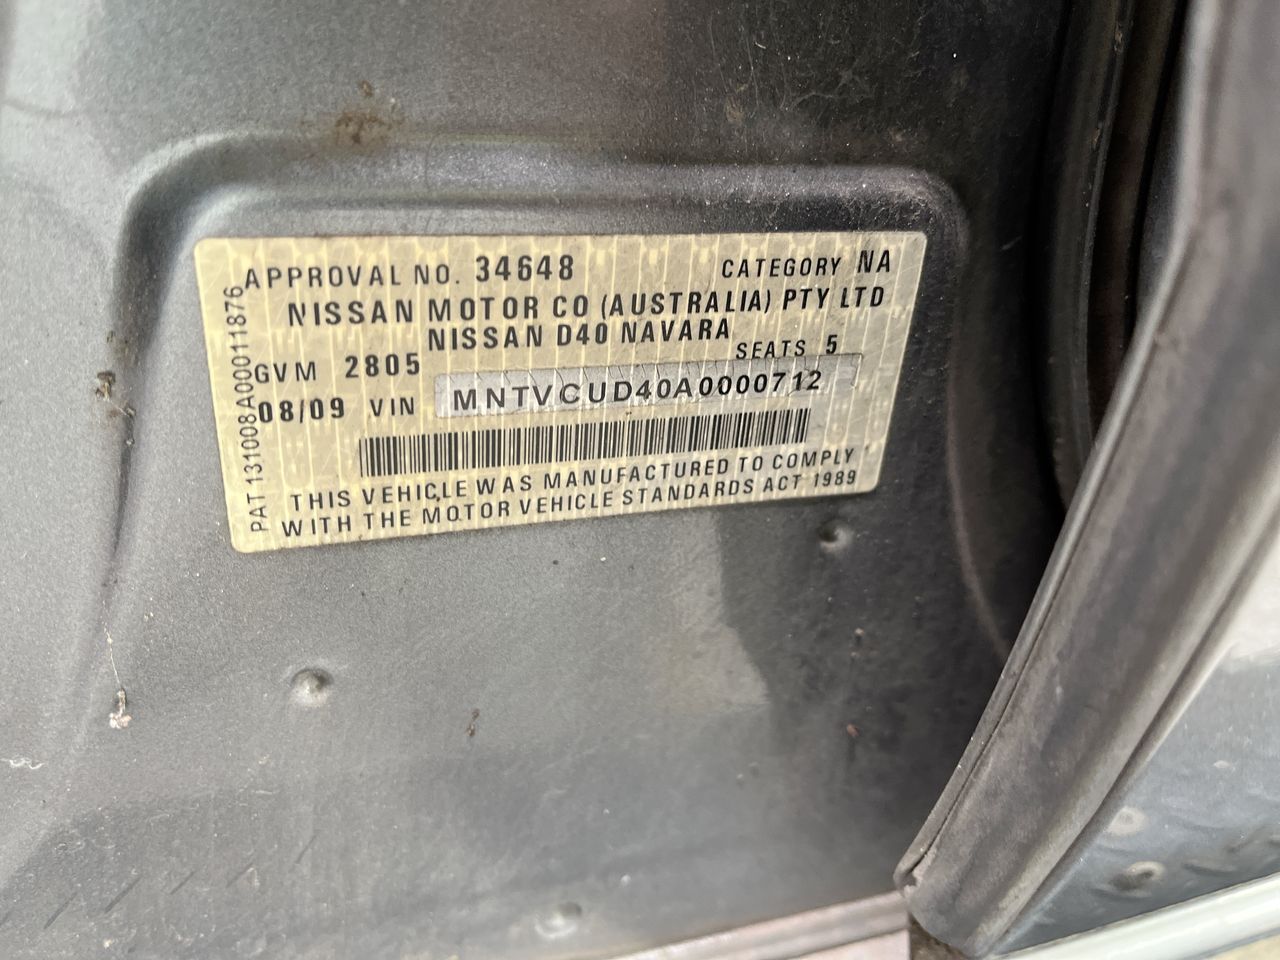 APPROVAL NO. 34648 CATEGORY NA
NISSAN MOTOR CO (AUSTRALIA) PTY LTD
NISSAN D40 NAVARA
GVM 2805 SEATS 5
08/09 VIN MNTVCUD40A0000712
THIS VEHICLE WAS MANUFACTURED TO COMPLY
WITH THE MOTOR VEHICLE STANDARDS ACT 1989
PAT 131008A00011876